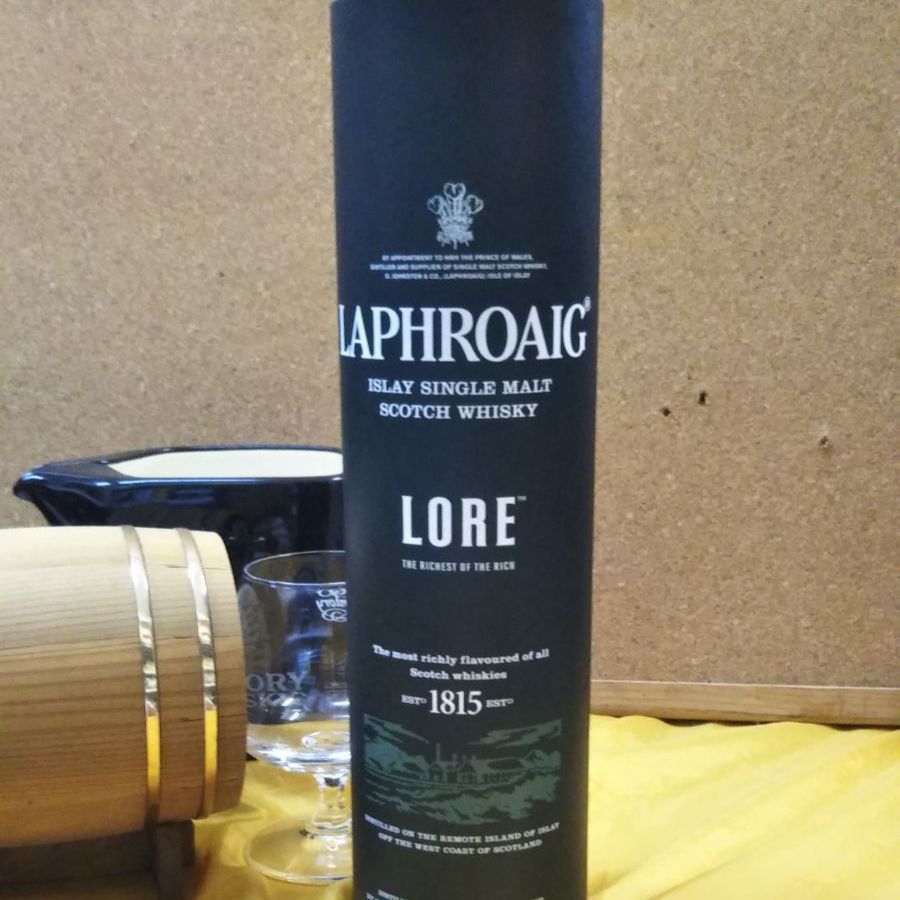 BY APPOINTMENT TO HRH THE PRINCE OF WALES,
DISTILLER AND SUPPLIER OF SINGLE MALT SCOTCH WHISKY,
D. JOHNSTON & CO., (LAPHROAIG) ISLE OF ISLAY
LAPHROAIG®
ISLAY SINGLE MALT
SCOTCH WHISKY
LORE™
THE RICHEST OF THE RICH
The most richly flavoured of all
Scotch whiskies
ESTD 1815 ESTD
DISTILLED ON THE REMOTE ISLAND OF ISLAY
OFF THE WEST COAST OF SCOTLAND
ORY